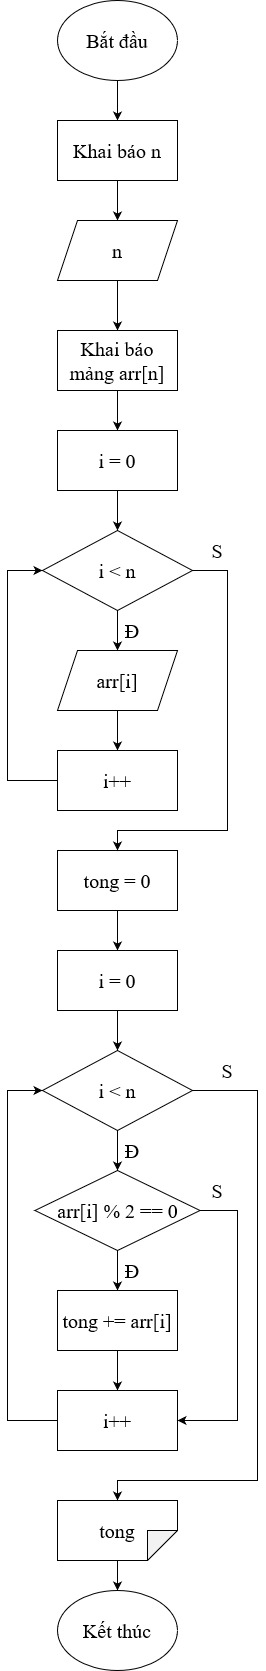 Bắt đầu
Khai báo n
n
Khai báo
mảng arr[n]
i = 0
i < n
S
Đ
arr[i]
i++
tong = 0
i = 0
i < n
S
Đ
arr[i] % 2 == 0
S
Đ
tong += arr[i]
i++
tong
Kết thúc